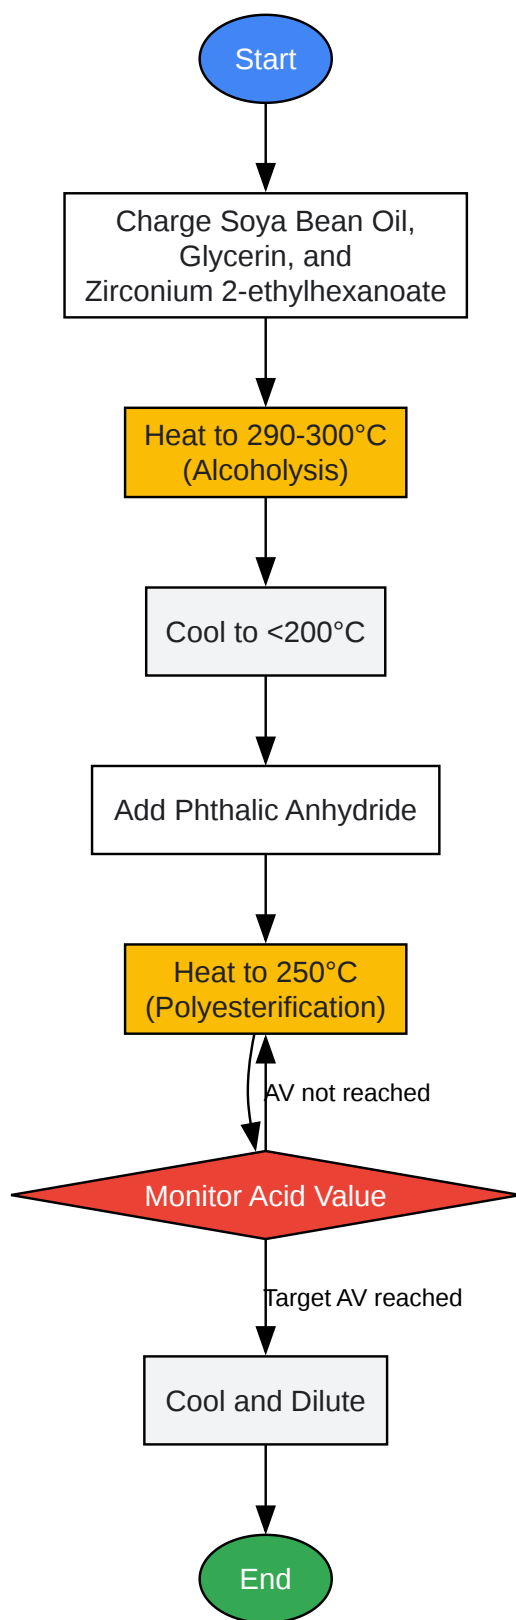 Start
Charge Soya Bean Oil,
Glycerin, and
Zirconium 2-ethylhexanoate
Heat to 290-300°C
(Alcoholysis)
Cool to <200°C
Add Phthalic Anhydride
Heat to 250°C
(Polyesterification)
AV not reached
Monitor Acid Value
Target AV reached
Cool and Dilute
End